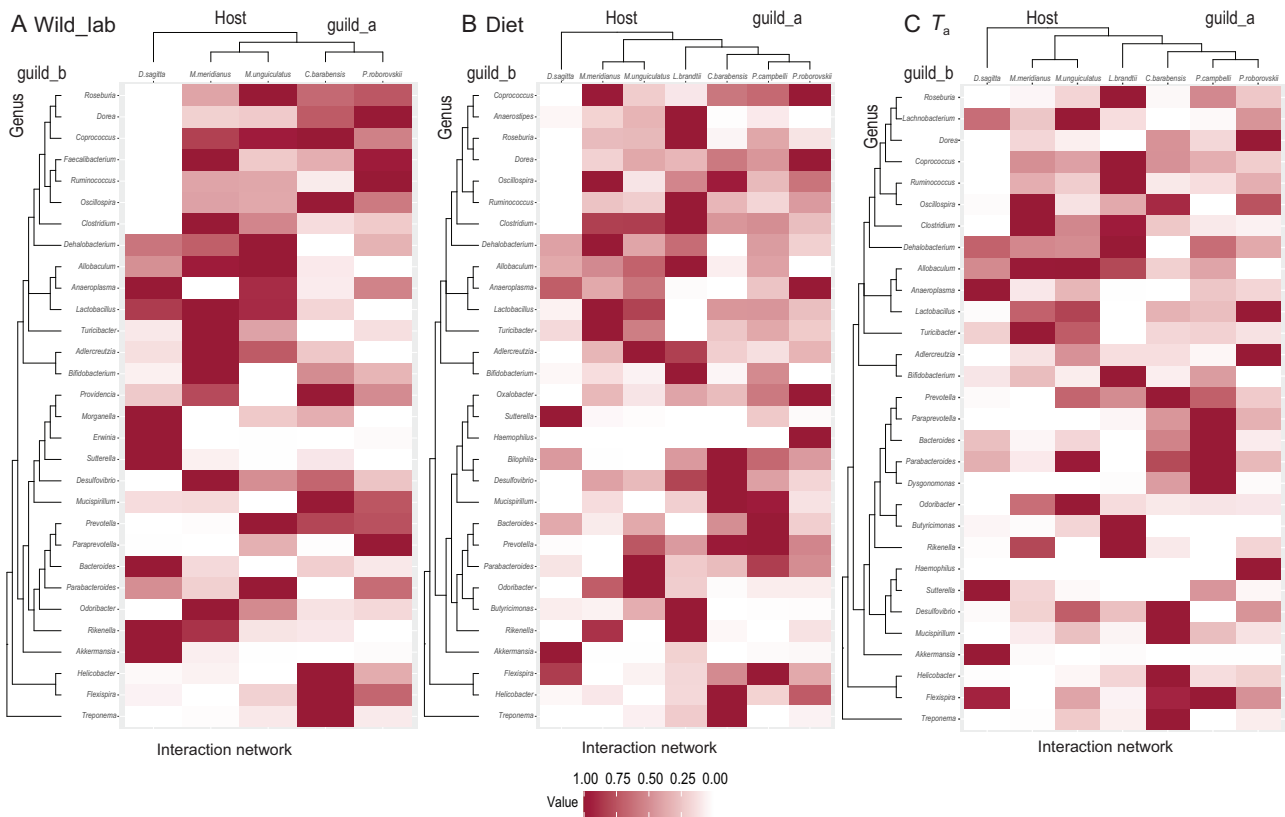 A Wild_lab
Host
guild_a
guild_b
Genus
D.sagitta M.meridianus M.unguiculatus C.barabensis P.roborovskii
Roseburia
Dorea
Coprococcus
Faecalibacterium
Ruminococcus
Oscillospira
Clostridium
Dehalobacterium
Allobaculum
Anaeroplasma
Lactobacillus
Turicibacter
Adlercreutzia
Bifidobacterium
Providencia
Morganella
Erwinia
Sutterella
Desulfovibrio
Mucispirillum
Prevotella
Paraprevotella
Bacteroides
Parabacteroides
Odoribacter
Rikenella
Akkermansia
Helicobacter
Flexispira
Treponema
Interaction network
B Diet
Host
guild_a
guild_b
Genus
D.sagitta M.meridianus M.unguiculatus L.brandtii C.barabensis P.campbelli P.roborovskii
Coprococcus
Anaerostipes
Roseburia
Dorea
Oscillospira
Ruminococcus
Clostridium
Dehalobacterium
Allobaculum
Anaeroplasma
Lactobacillus
Turicibacter
Adlercreutzia
Bifidobacterium
Oxalobacter
Sutterella
Haemophilus
Bilophila
Desulfovibrio
Mucispirillum
Bacteroides
Prevotella
Parabacteroides
Odoribacter
Butyricimonas
Rikenella
Akkermansia
Flexispira
Helicobacter
Treponema
Interaction network
C Ta
Host
guild_a
guild_b
Genus
D.sagitta M.meridianus M.unguiculatus L.brandtii C.barabensis P.campbelli P.roborovskii
Roseburia
Lachnobacterium
Dorea
Coprococcus
Ruminococcus
Oscillospira
Clostridium
Dehalobacterium
Allobaculum
Anaeroplasma
Lactobacillus
Turicibacter
Adlercreutzia
Bifidobacterium
Prevotella
Paraprevotella
Bacteroides
Parabacteroides
Dysgonomonas
Odoribacter
Butyricimonas
Rikenella
Haemophilus
Sutterella
Desulfovibrio
Mucispirillum
Akkermansia
Helicobacter
Flexispira
Treponema
Interaction network
1.00 0.75 0.50 0.25 0.00
Value